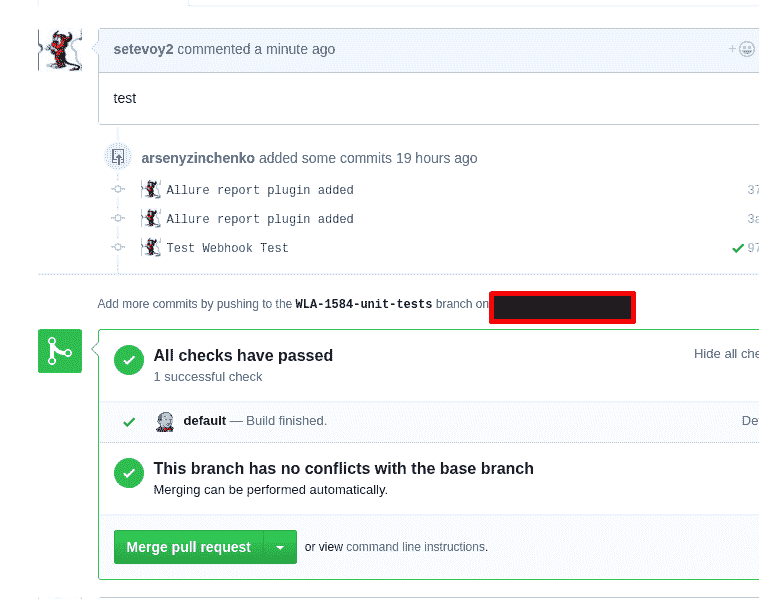 setevoy2 commented a minute ago
test
arsenyzinchenko added some commits 19 hours ago
Allure report plugin added 37
Allure report plugin added 3a
Test Webhook Test 97
Add more commits by pushing to the WLA-1584-unit-tests branch on
All checks have passed Hide all che
1 successful check
default — Build finished. De
This branch has no conflicts with the base branch
Merging can be performed automatically.
Merge pull request or view command line instructions.